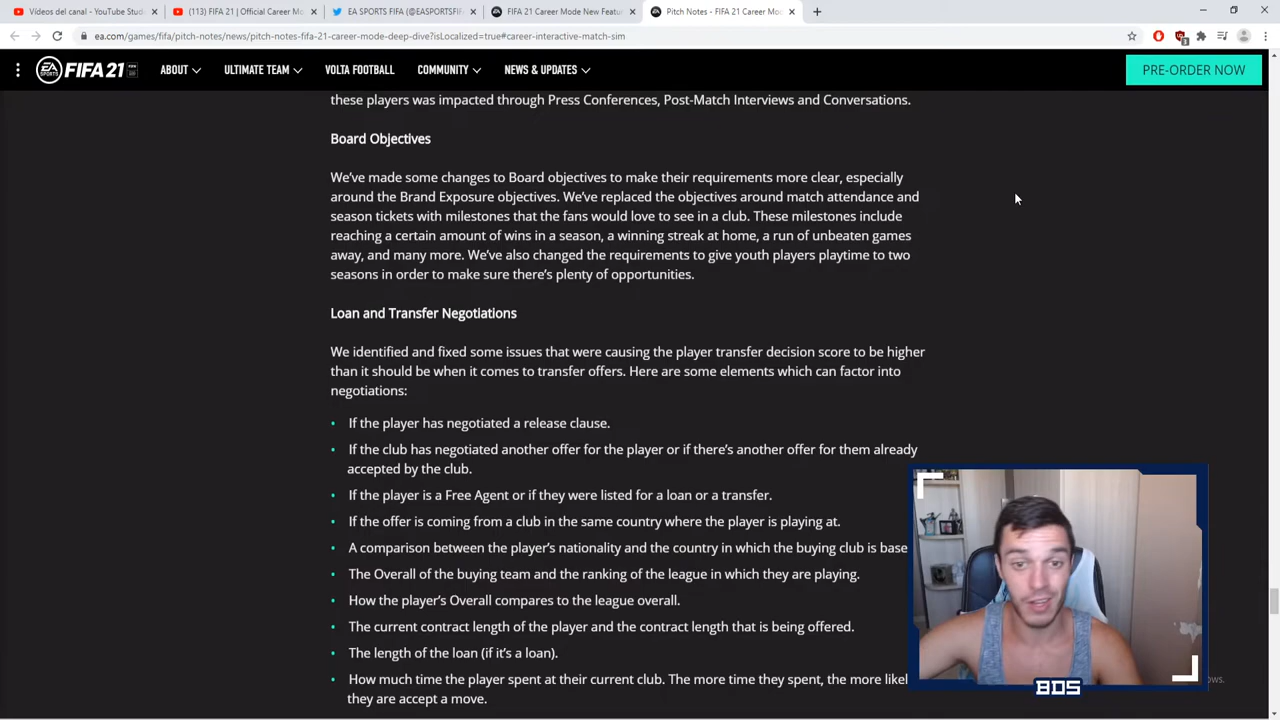 Vídeos del canal - YouTube Studi
(113) FIFA 21 | Official Career Mo
EA SPORTS FIFA (@EASPORTSFI
FIFA 21 Career Mode New Featur
Pitch Notes - FIFA 21 Career Mo
ea.com/games/fifa/pitch-notes/news/pitch-notes-fifa-21-career-mode-deep-dive?isLocalized=true#career-interactive-match-sim
EA SPORTS FIFA 21
ABOUT
ULTIMATE TEAM
VOLTA FOOTBALL
COMMUNITY
NEWS & UPDATES
PRE-ORDER NOW
these players was impacted through Press Conferences, Post-Match Interviews and Conversations.
Board Objectives
We've made some changes to Board objectives to make their requirements more clear, especially
around the Brand Exposure objectives. We've replaced the objectives around match attendance and
season tickets with milestones that the fans would love to see in a club. These milestones include
reaching a certain amount of wins in a season, a winning streak at home, a run of unbeaten games
away, and many more. We've also changed the requirements to give youth players playtime to two
seasons in order to make sure there's plenty of opportunities.
Loan and Transfer Negotiations
We identified and fixed some issues that were causing the player transfer decision score to be higher
than it should be when it comes to transfer offers. Here are some elements which can factor into
negotiations:
• If the player has negotiated a release clause.
• If the club has negotiated another offer for the player or if there's another offer for them already
accepted by the club.
• If the player is a Free Agent or if they were listed for a loan or a transfer.
• If the offer is coming from a club in the same country where the player is playing at.
• A comparison between the player's nationality and the country in which the buying club is base
• The Overall of the buying team and the ranking of the league in which they are playing.
• How the player's Overall compares to the league overall.
• The current contract length of the player and the contract length that is being offered.
• The length of the loan (if it's a loan).
• How much time the player spent at their current club. The more time they spent, the more likel
they are accept a move.
BDS